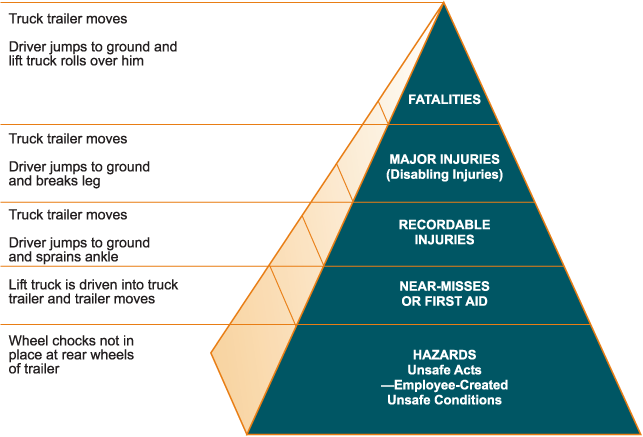 Truck trailer moves
Driver jumps to ground and
lift truck rolls over him
FATALITIES
Truck trailer moves
Driver jumps to ground
and breaks leg
MAJOR INJURIES
(Disabling Injuries)
Truck trailer moves
Driver jumps to ground
and sprains ankle
RECORDABLE
INJURIES
Lift truck is driven into truck
trailer and trailer moves
NEAR-MISSES
OR FIRST AID
Wheel chocks not in
place at rear wheels
of trailer
HAZARDS
Unsafe Acts
—Employee-Created
Unsafe Conditions